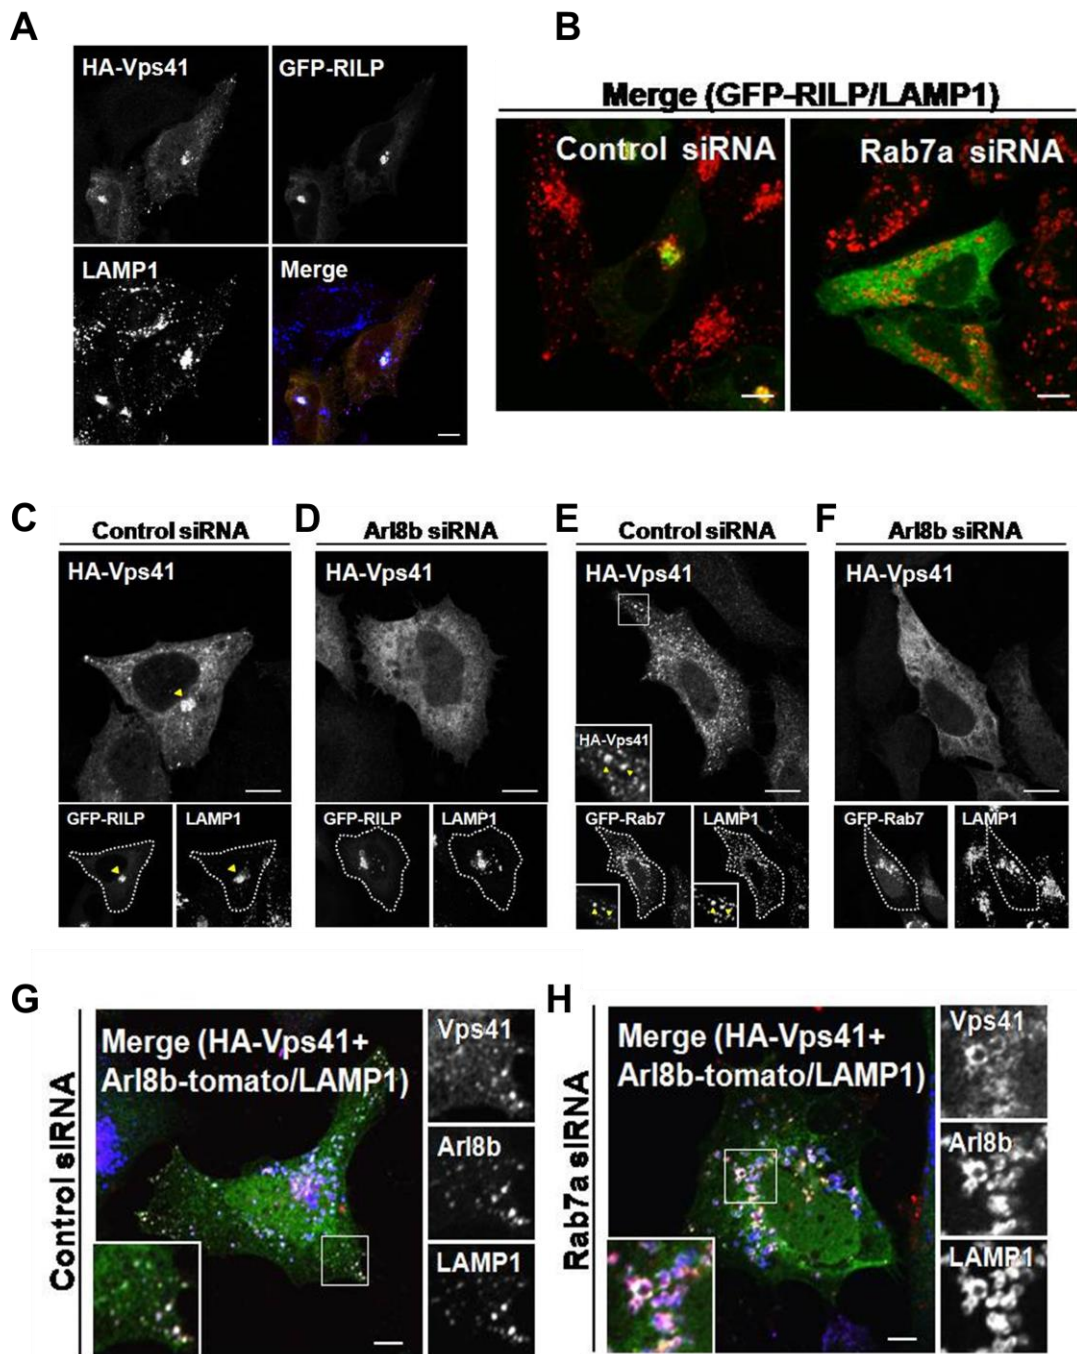 A
HA-Vps41
GFP-RILP
LAMP1
Merge
B
Merge (GFP-RILP/LAMP1)
Control siRNA
Rab7a siRNA
C
Control siRNA
HA-Vps41
GFP-RILP
LAMP1
D
Arl8b siRNA
HA-Vps41
GFP-RILP
LAMP1
E
Control siRNA
HA-Vps41
HA-Vps41
GFP-Rab7
LAMP1
F
Arl8b siRNA
HA-Vps41
GFP-Rab7
LAMP1
G
Control siRNA
Merge (HA-Vps41+
Arl8b-tomato/LAMP1)
Vps41
Arl8b
LAMP1
H
Rab7a siRNA
Merge (HA-Vps41+
Arl8b-tomato/LAMP1)
Vps41
Arl8b
LAMP1